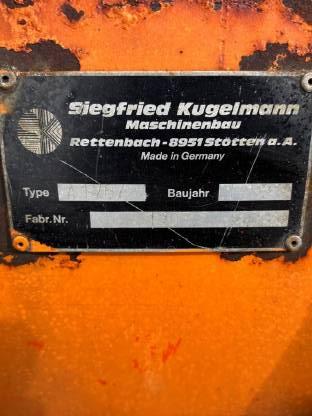 Siegfried Kugelmann
Maschinenbau
Rettenbach - 8951 Stötten a. A.
Made in Germany
Type
Baujahr
Fabr. Nr.